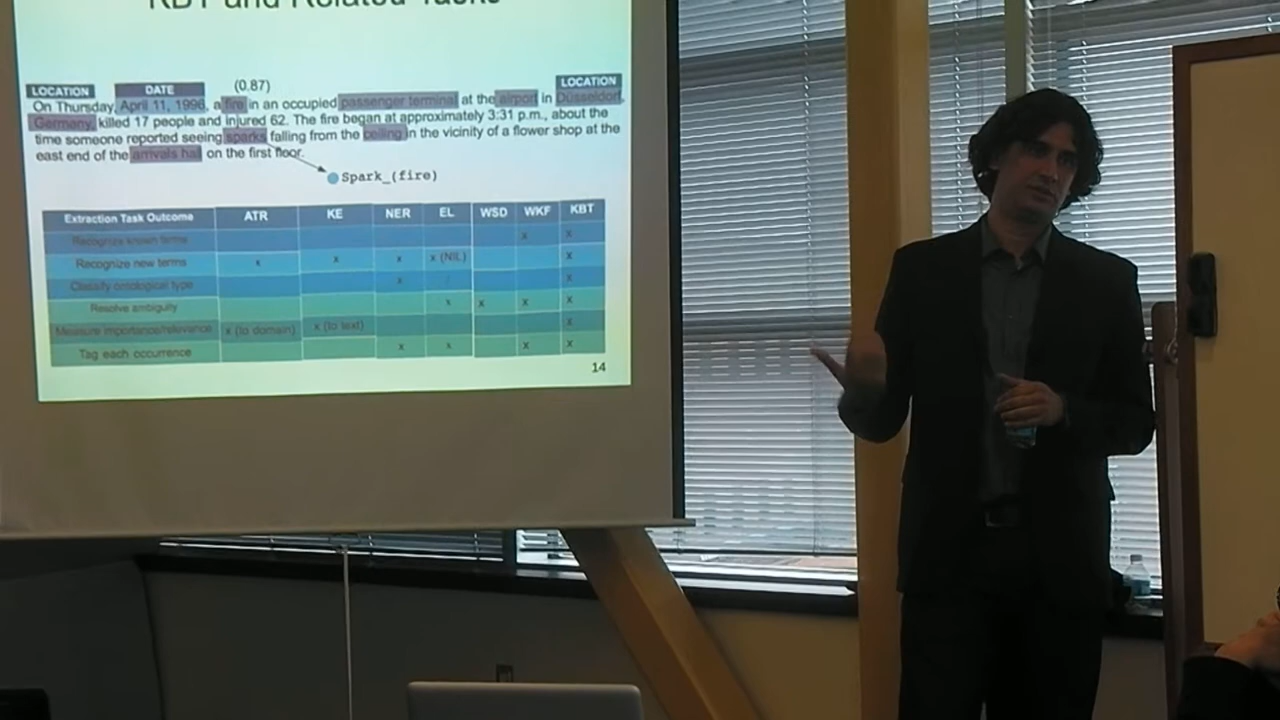 KBT and Related Tasks
LOCATION DATE (0.87) LOCATION
On Thursday, April 11, 1996, a fire in an occupied passenger terminal at the airport in Düsseldorf,
Germany, killed 17 people and injured 62. The fire began at approximately 3:31 p.m., about the
time someone reported seeing sparks falling from the ceiling in the vicinity of a flower shop at the
east end of the arrivals hall on the first floor.
Spark_(fire)
Extraction Task Outcome ATR KE NER EL WSD WKF KBT
Recognize known terms x x
Recognize new terms x x x x (NIL) x
Classify ontological type x x
Resolve ambiguity x x x x
Measure importance/relevance x (to domain) x (to text) x
Tag each occurrence x x x x
14